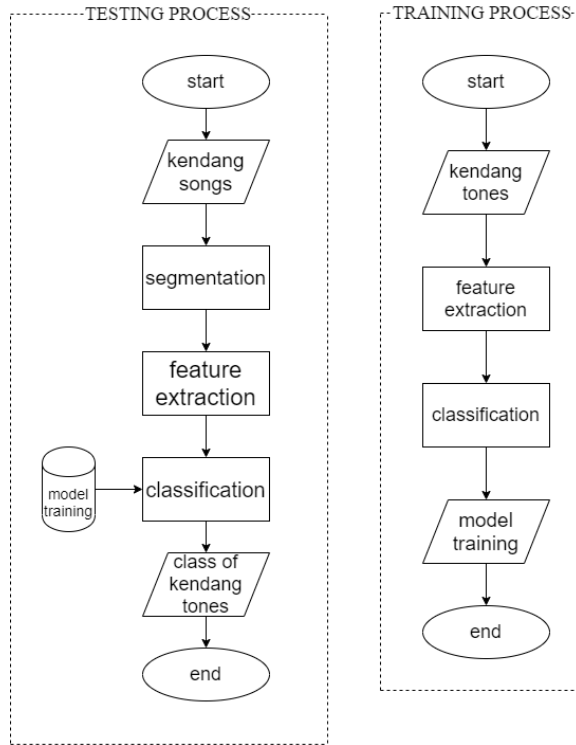 TESTING PROCESS
start
kendang
songs
segmentation
feature
extraction
model
training
classification
class of
kendang
tones
end
TRAINING PROCESS
start
kendang
tones
feature
extraction
classification
model
training
end